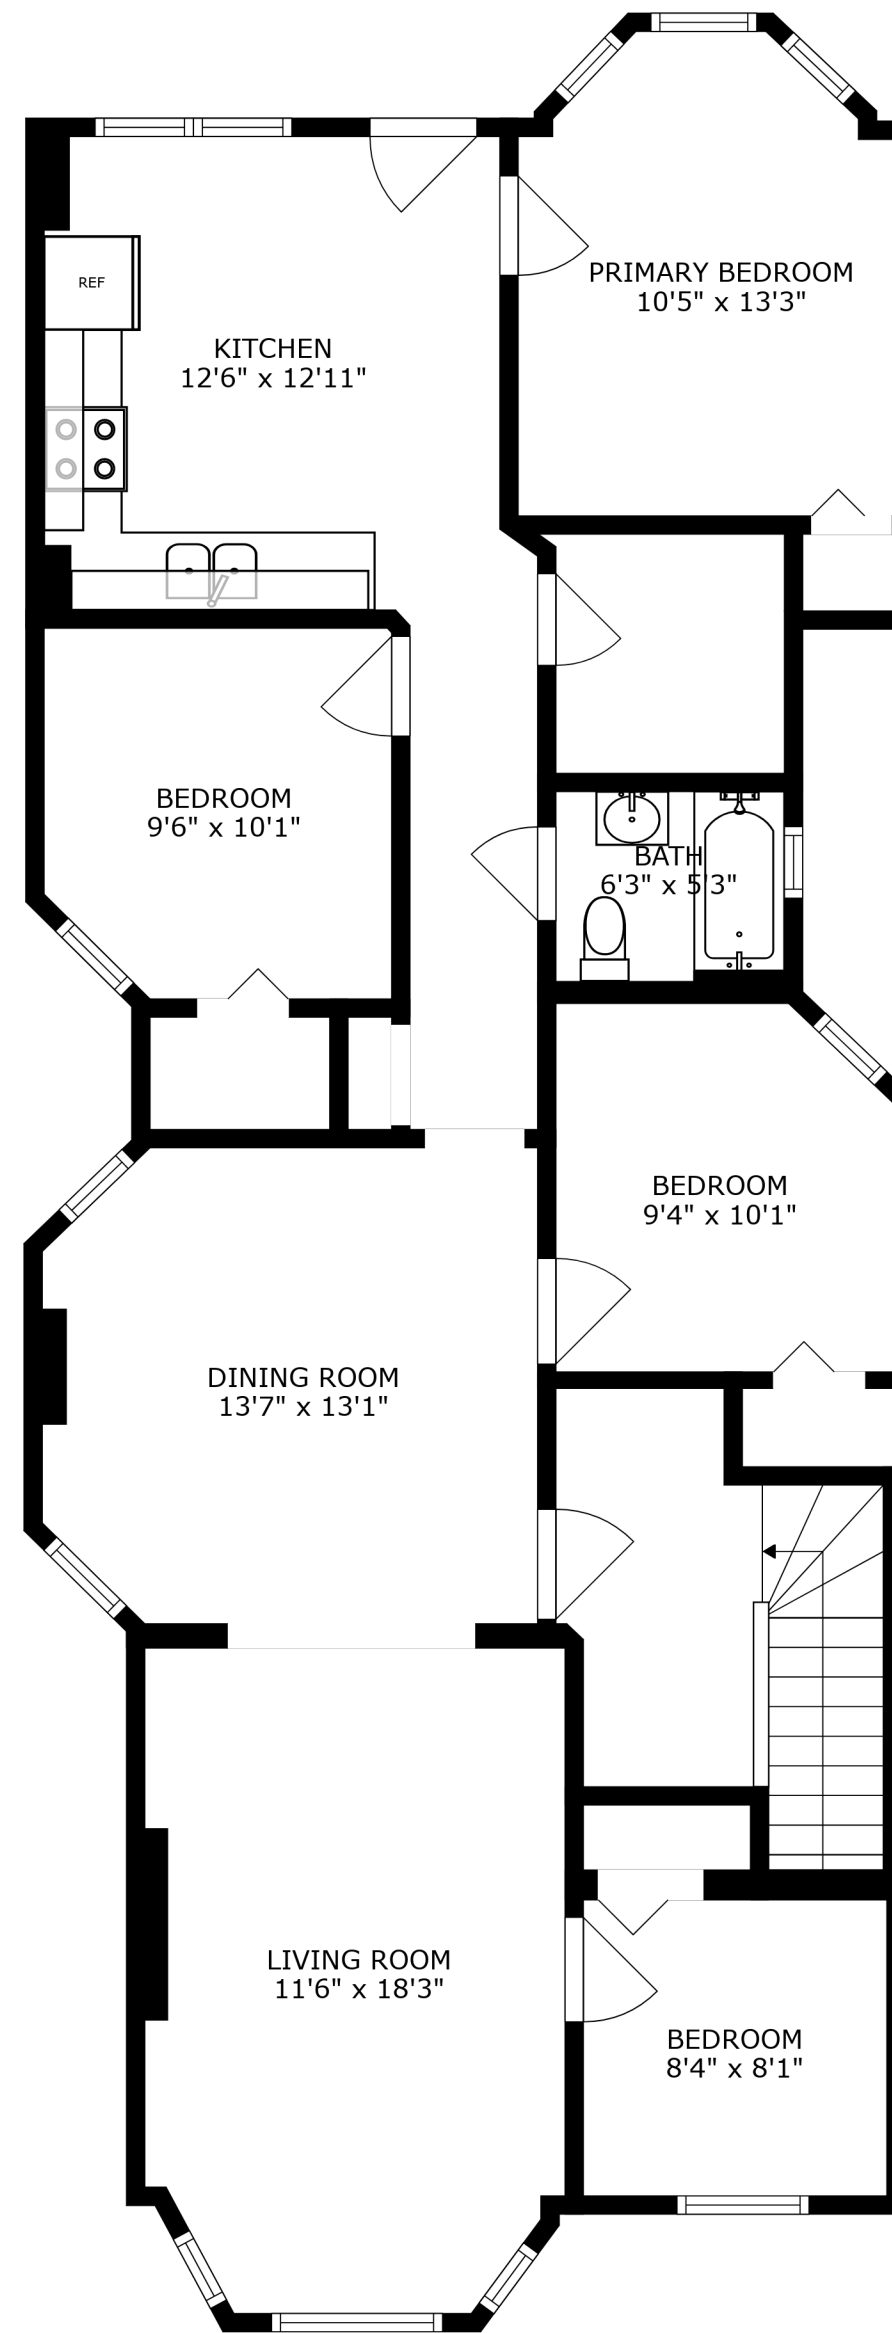 PRIMARY BEDROOM
10'5" x 13'3"
REF
KITCHEN
12'6" x 12'11"
BEDROOM
9'6" x 10'1"
BATH
6'3" x 5'3"
BEDROOM
9'4" x 10'1"
DINING ROOM
13'7" x 13'1"
LIVING ROOM
11'6" x 18'3"
BEDROOM
8'4" x 8'1"